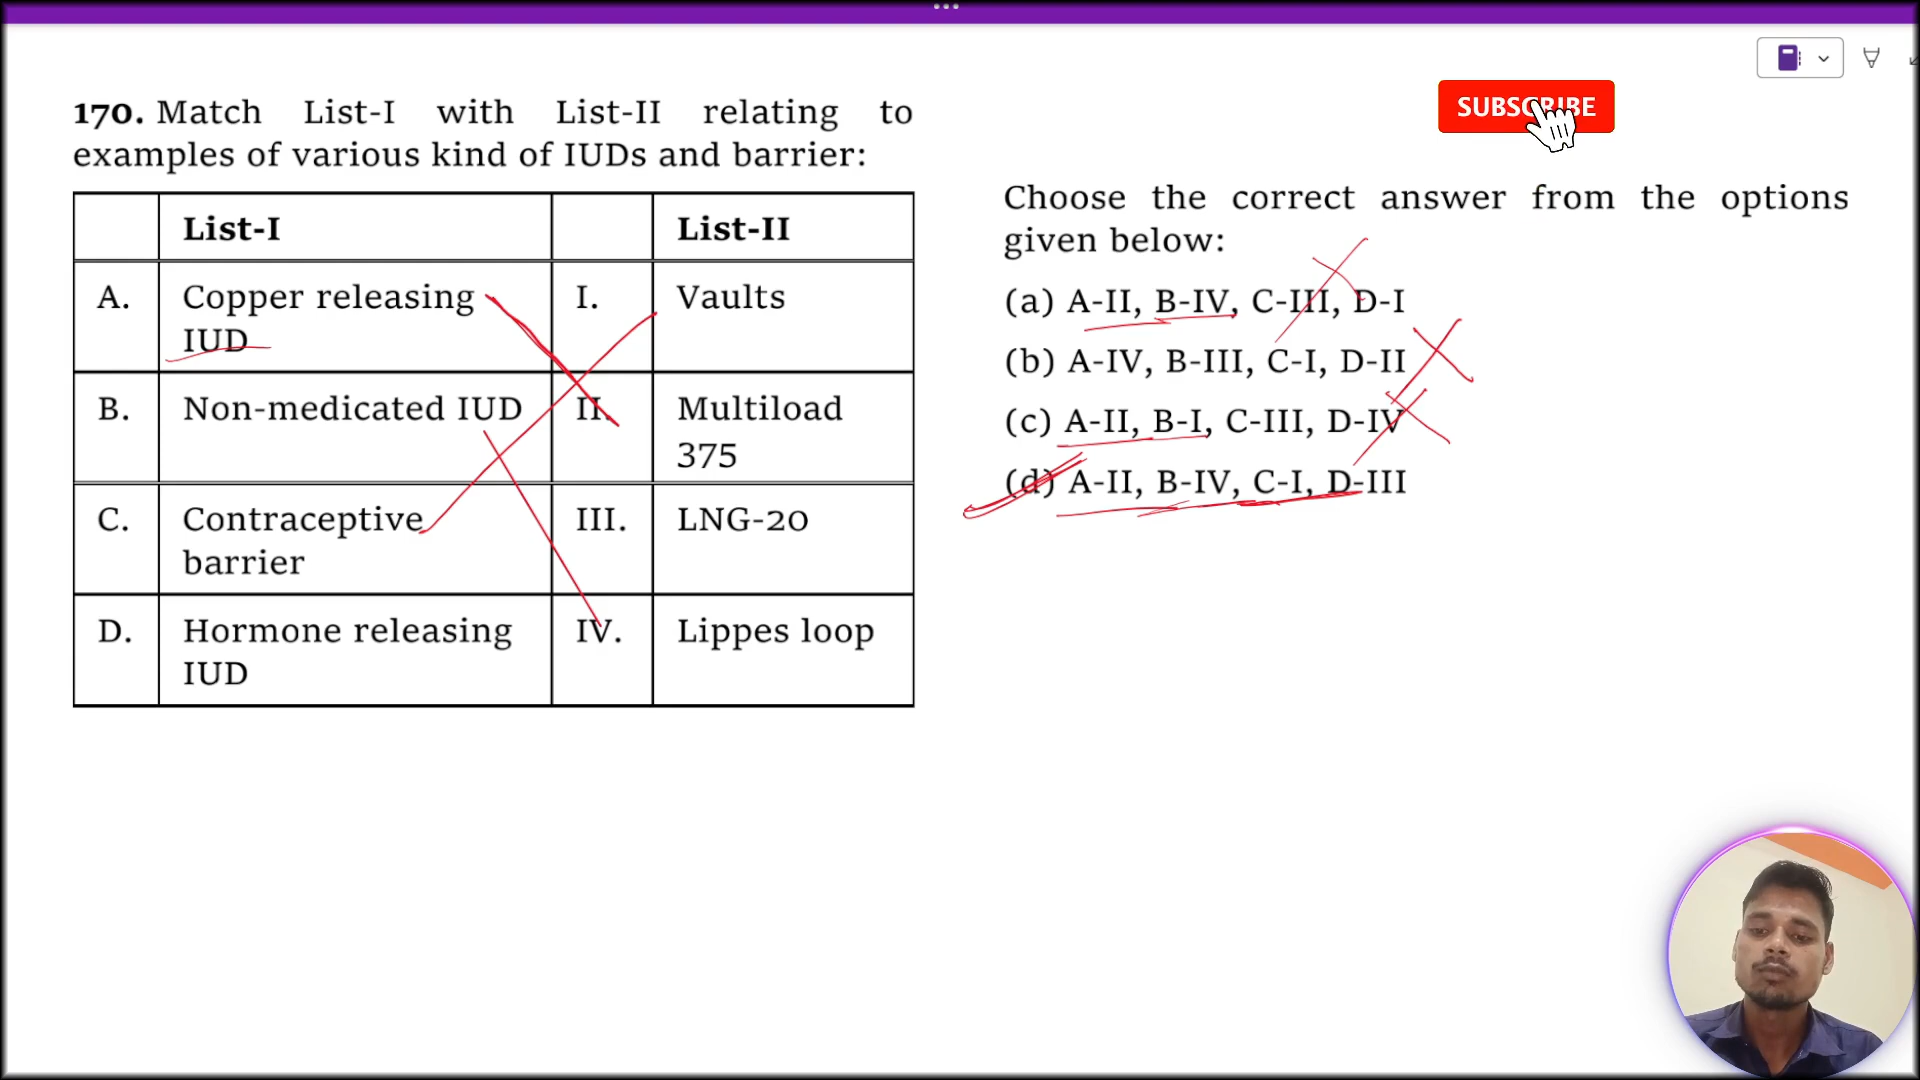 SUBSCRIBE
170. Match List-I with List-II relating to
examples of various kind of IUDs and barrier:
List-I List-II
A. Copper releasing IUD I. Vaults
B. Non-medicated IUD II. Multiload 375
C. Contraceptive barrier III. LNG-20
D. Hormone releasing IUD IV. Lippes loop
Choose the correct answer from the options
given below:
(a) A-II, B-IV, C-III, D-I
(b) A-IV, B-III, C-I, D-II
(c) A-II, B-I, C-III, D-IV
(d) A-II, B-IV, C-I, D-III